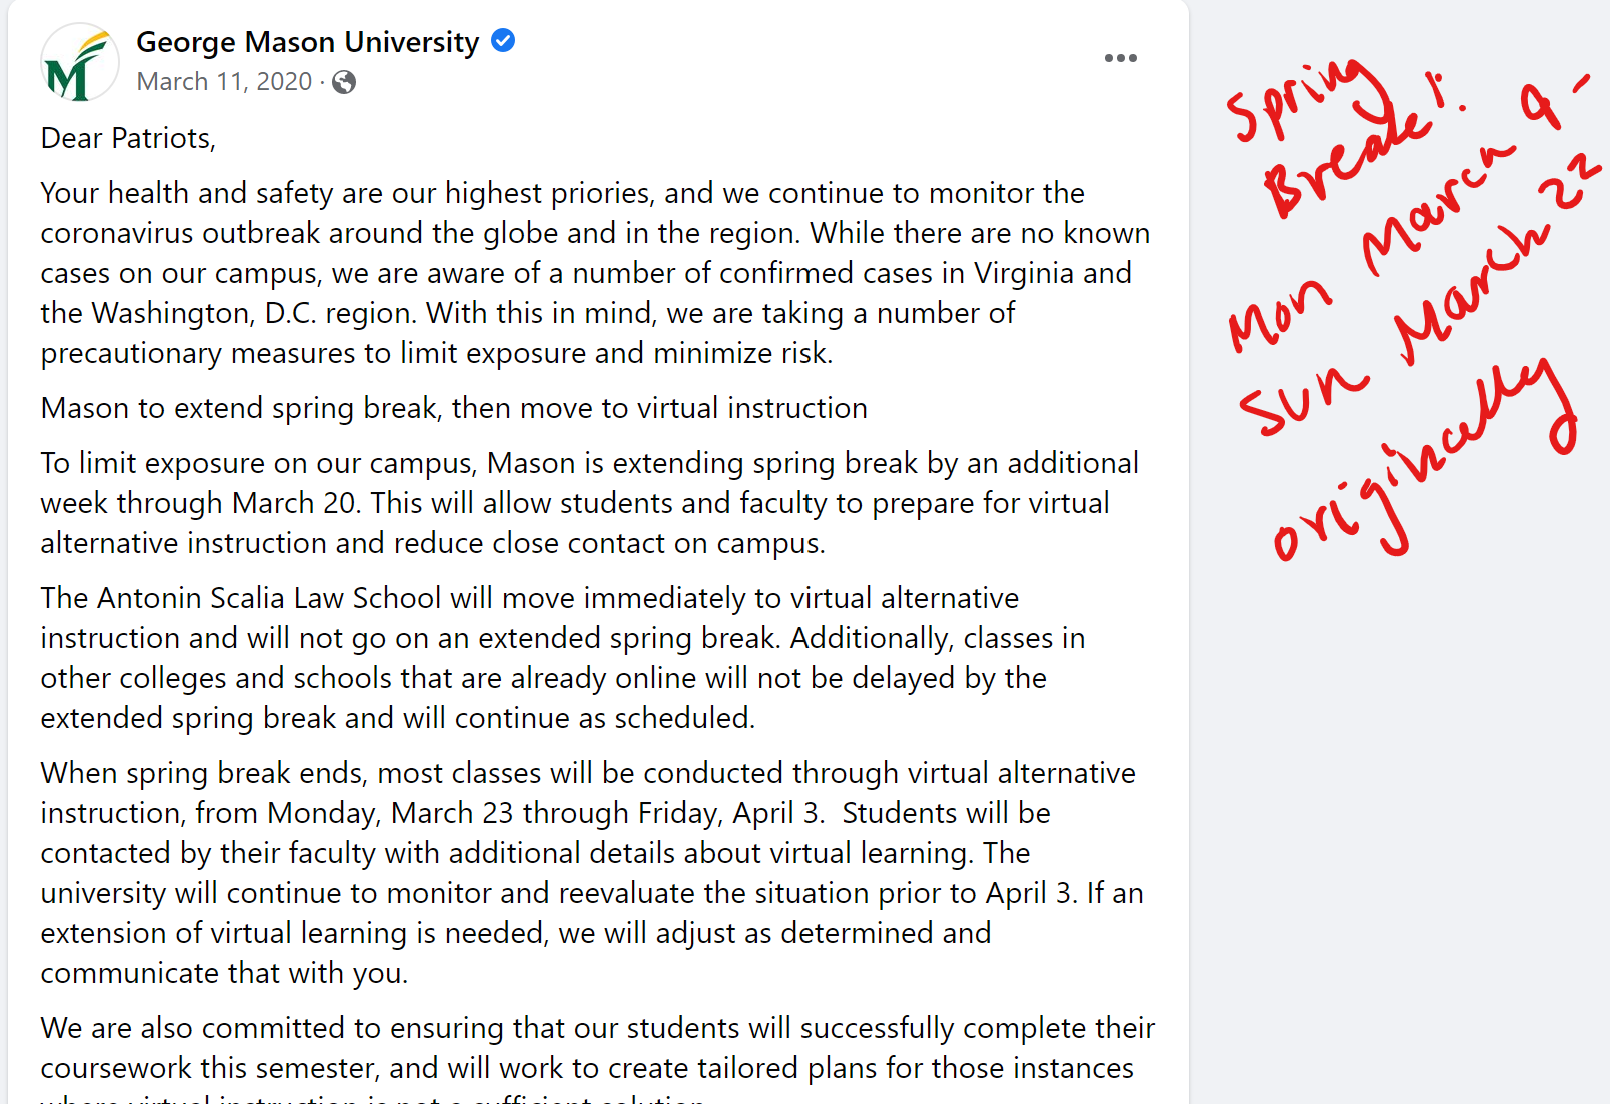 George Mason University
March 11, 2020 ·
Dear Patriots,
Your health and safety are our highest priories, and we continue to monitor the
coronavirus outbreak around the globe and in the region. While there are no known
cases on our campus, we are aware of a number of confirmed cases in Virginia and
the Washington, D.C. region. With this in mind, we are taking a number of
precautionary measures to limit exposure and minimize risk.
Mason to extend spring break, then move to virtual instruction
To limit exposure on our campus, Mason is extending spring break by an additional
week through March 20. This will allow students and faculty to prepare for virtual
alternative instruction and reduce close contact on campus.
The Antonin Scalia Law School will move immediately to virtual alternative
instruction and will not go on an extended spring break. Additionally, classes in
other colleges and schools that are already online will not be delayed by the
extended spring break and will continue as scheduled.
When spring break ends, most classes will be conducted through virtual alternative
instruction, from Monday, March 23 through Friday, April 3.  Students will be
contacted by their faculty with additional details about virtual learning. The
university will continue to monitor and reevaluate the situation prior to April 3. If an
extension of virtual learning is needed, we will adjust as determined and
communicate that with you.
We are also committed to ensuring that our students will successfully complete their
coursework this semester, and will work to create tailored plans for those instances
where virtual instruction is not a sufficient solution.
Spring
Break!
Mon March 9-
Sun March 22
originally